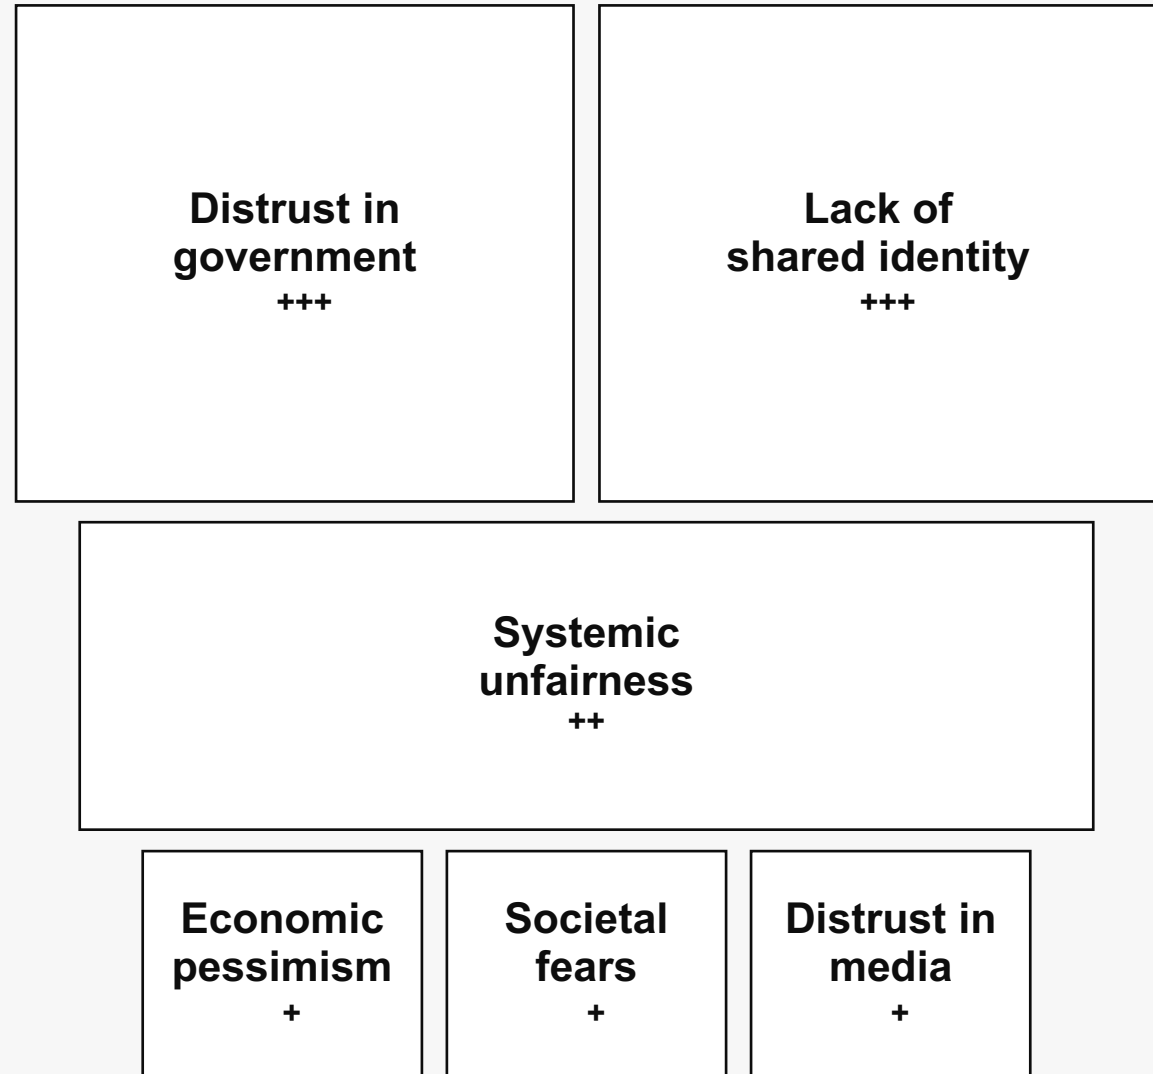 Distrust in
government
+++
Lack of
shared identity
+++
Systemic
unfairness
++
Economic
pessimism
+
Societal
fears
+
Distrust in
media
+